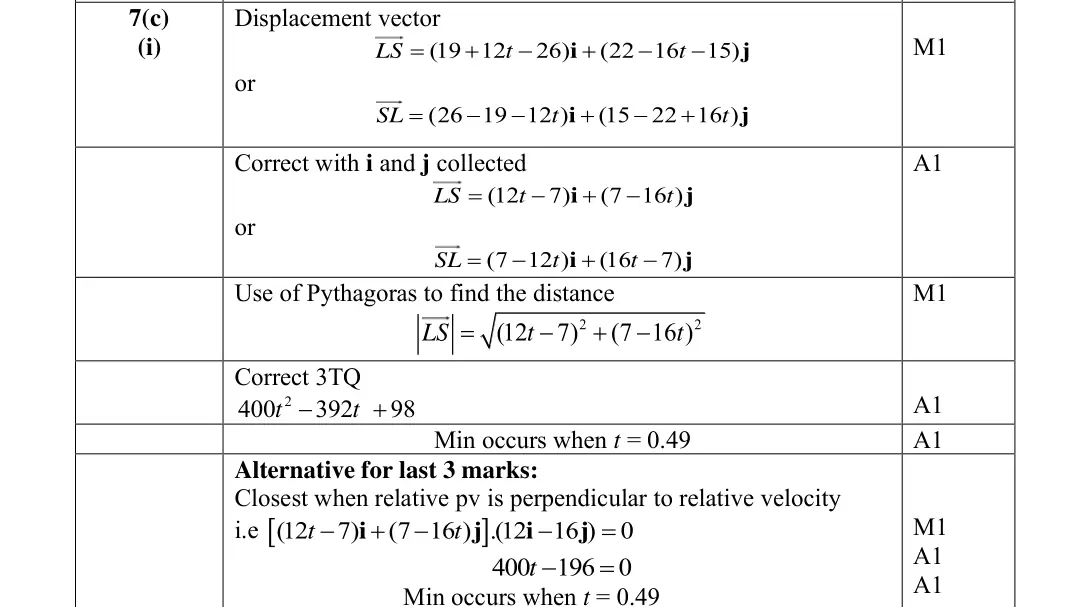 7(c)
(i)
Displacement vector
LS = (19+12t−26)i+(22−16t−15)j
M1
or
SL = (26−19−12t)i+(15−22+16t)j
Correct with i and j collected
A1
LS = (12t−7)i+(7−16t)j
or
SL = (7−12t)i+(16t−7)j
Use of Pythagoras to find the distance
M1
|LS| = √(12t−7)²+(7−16t)²
Correct 3TQ
400t²−392t +98
A1
Min occurs when t = 0.49
A1
Alternative for last 3 marks:
Closest when relative pv is perpendicular to relative velocity
i.e [(12t−7)i+(7−16t)j].(12i−16j) = 0
M1
400t−196 = 0
A1
Min occurs when t = 0.49
A1